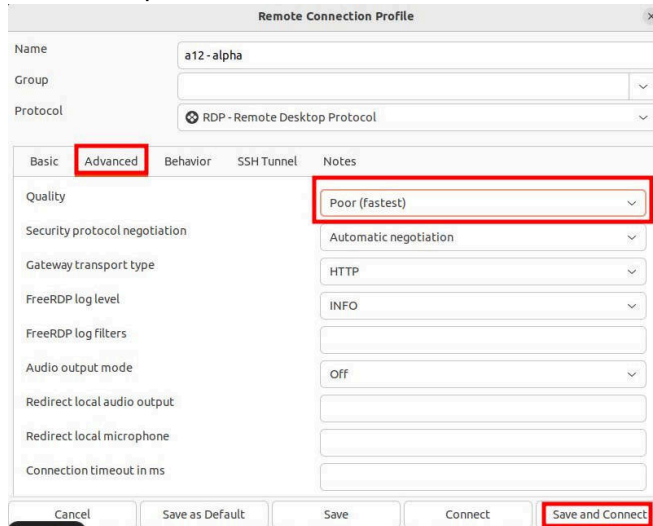 Remote Connection Profile
Name
a12-alpha
Group
Protocol
RDP - Remote Desktop Protocol
Basic Advanced Behavior SSH Tunnel Notes
Quality
Poor (fastest)
Security protocol negotiation
Automatic negotiation
Gateway transport type
HTTP
FreeRDP log level
INFO
FreeRDP log filters
Audio output mode
Off
Redirect local audio output
Redirect local microphone
Connection timeout in ms
Cancel Save as Default Save Connect Save and Connect